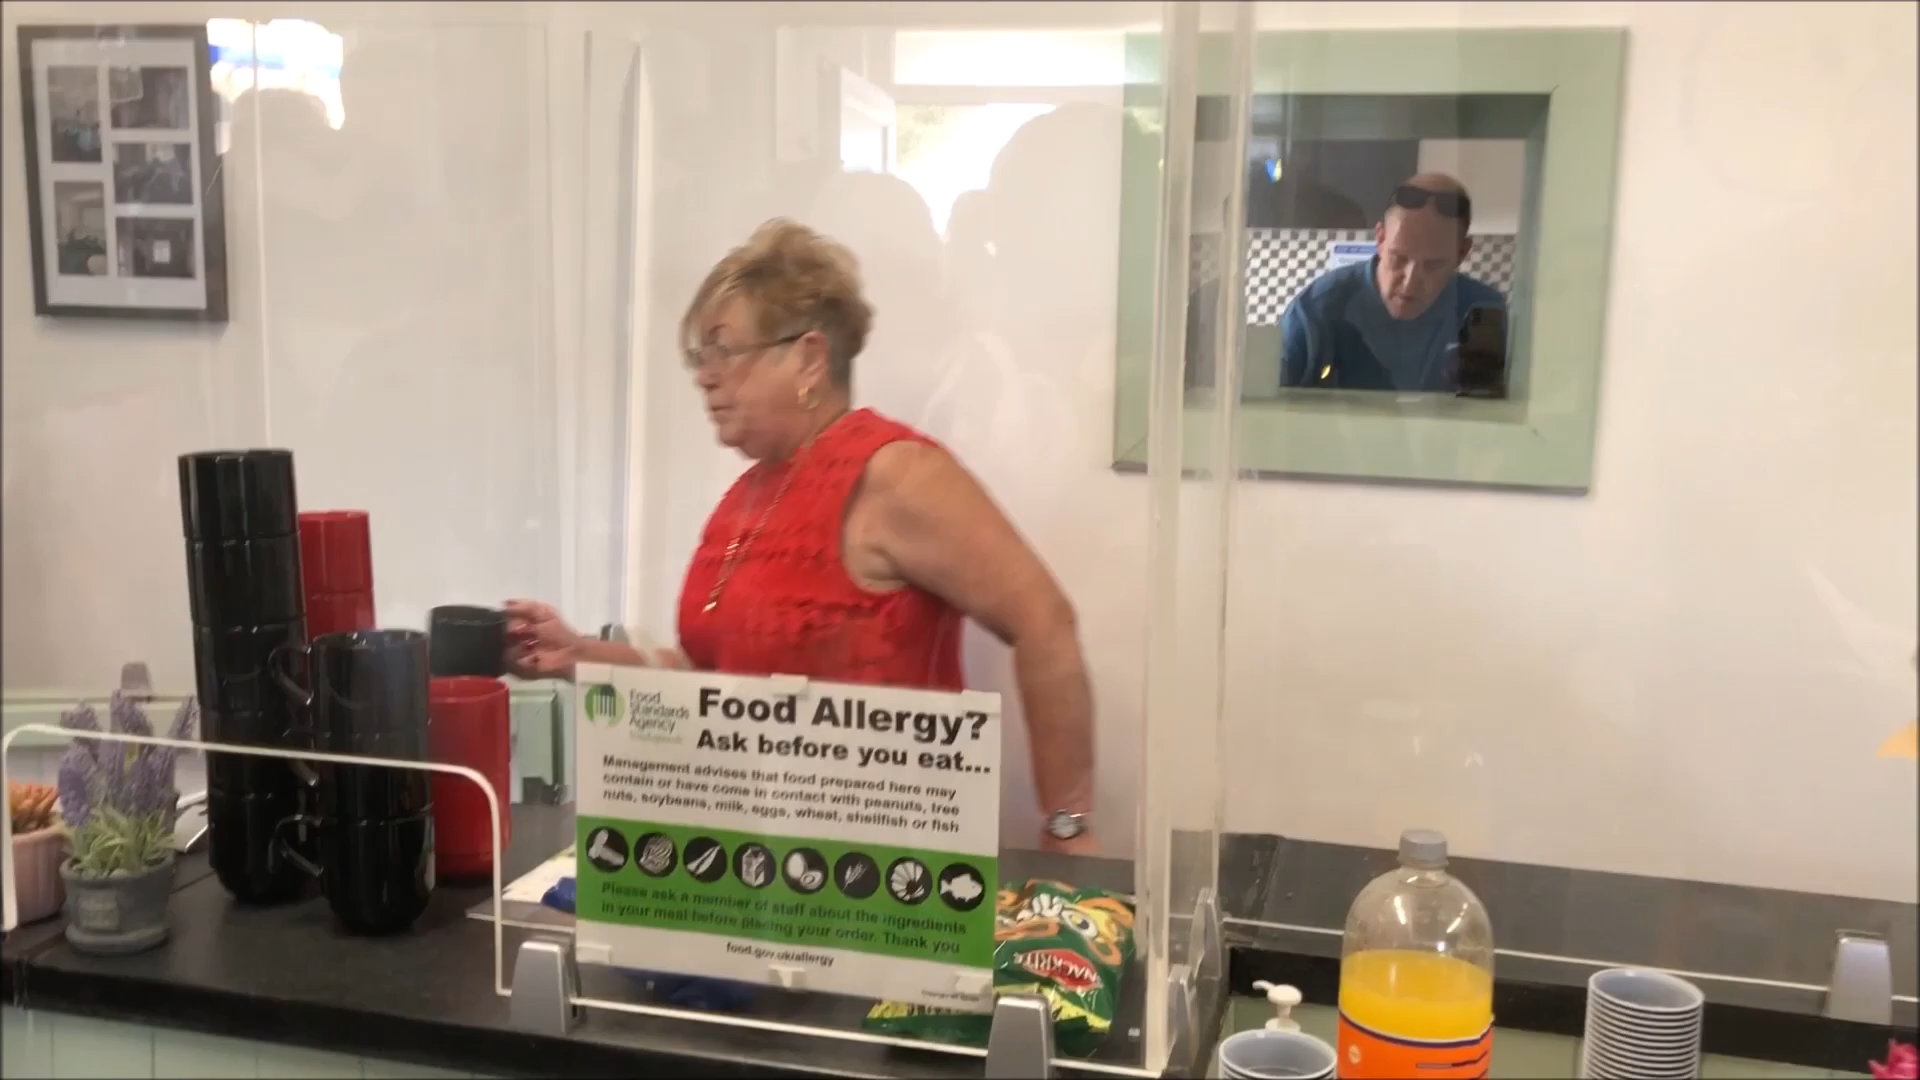 Food
Standards
Agency
Food Allergy?
Ask before you eat...
Management advises that food prepared here may
contain or have come in contact with peanuts, tree
nuts, soybeans, milk, eggs, wheat, shellfish or fish
Please ask a member of staff about the ingredients
in your meal before placing your order. Thank you
food.gov.uk/allergy
SNACKRITE